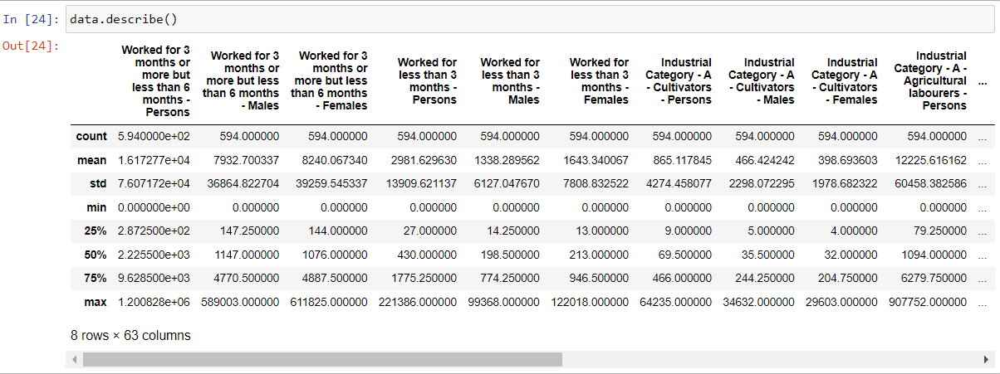 In [24]: data.describe()
Out[24]:
Worked for 3 months or more but less than 6 months - Persons Worked for 3 months or more but less than 6 months - Males Worked for 3 months or more but less than 6 months - Females Worked for less than 3 months - Persons Worked for less than 3 months - Males Worked for less than 3 months - Females Industrial Category - A - Cultivators - Persons Industrial Category - A - Cultivators - Males Industrial Category - A - Cultivators - Females Industrial Category - A - Agricultural labourers - Persons ...
count 5.940000e+02 594.000000 594.000000 594.000000 594.000000 594.000000 594.000000 594.000000 594.000000 594.000000 ...
mean 1.617277e+04 7932.700337 8240.067340 2981.629630 1338.289562 1643.340067 865.117845 466.424242 398.693603 12225.616162 ...
std 7.607172e+04 36864.822704 39259.545337 13909.621137 6127.047670 7808.832522 4274.458077 2298.072295 1978.682322 60458.382586 ...
min 0.000000e+00 0.000000 0.000000 0.000000 0.000000 0.000000 0.000000 0.000000 0.000000 0.000000 ...
25% 2.872500e+02 147.250000 144.000000 27.000000 14.250000 13.000000 9.000000 5.000000 4.000000 79.250000 ...
50% 2.225500e+03 1147.000000 1076.000000 430.000000 198.500000 213.000000 69.500000 35.500000 32.000000 1094.000000 ...
75% 9.628500e+03 4770.500000 4887.500000 1775.250000 774.250000 946.500000 466.000000 244.250000 204.750000 6279.750000 ...
max 1.200828e+06 589003.000000 611825.000000 221386.000000 99368.000000 122018.000000 64235.000000 34632.000000 29603.000000 907752.000000 ...
8 rows × 63 columns